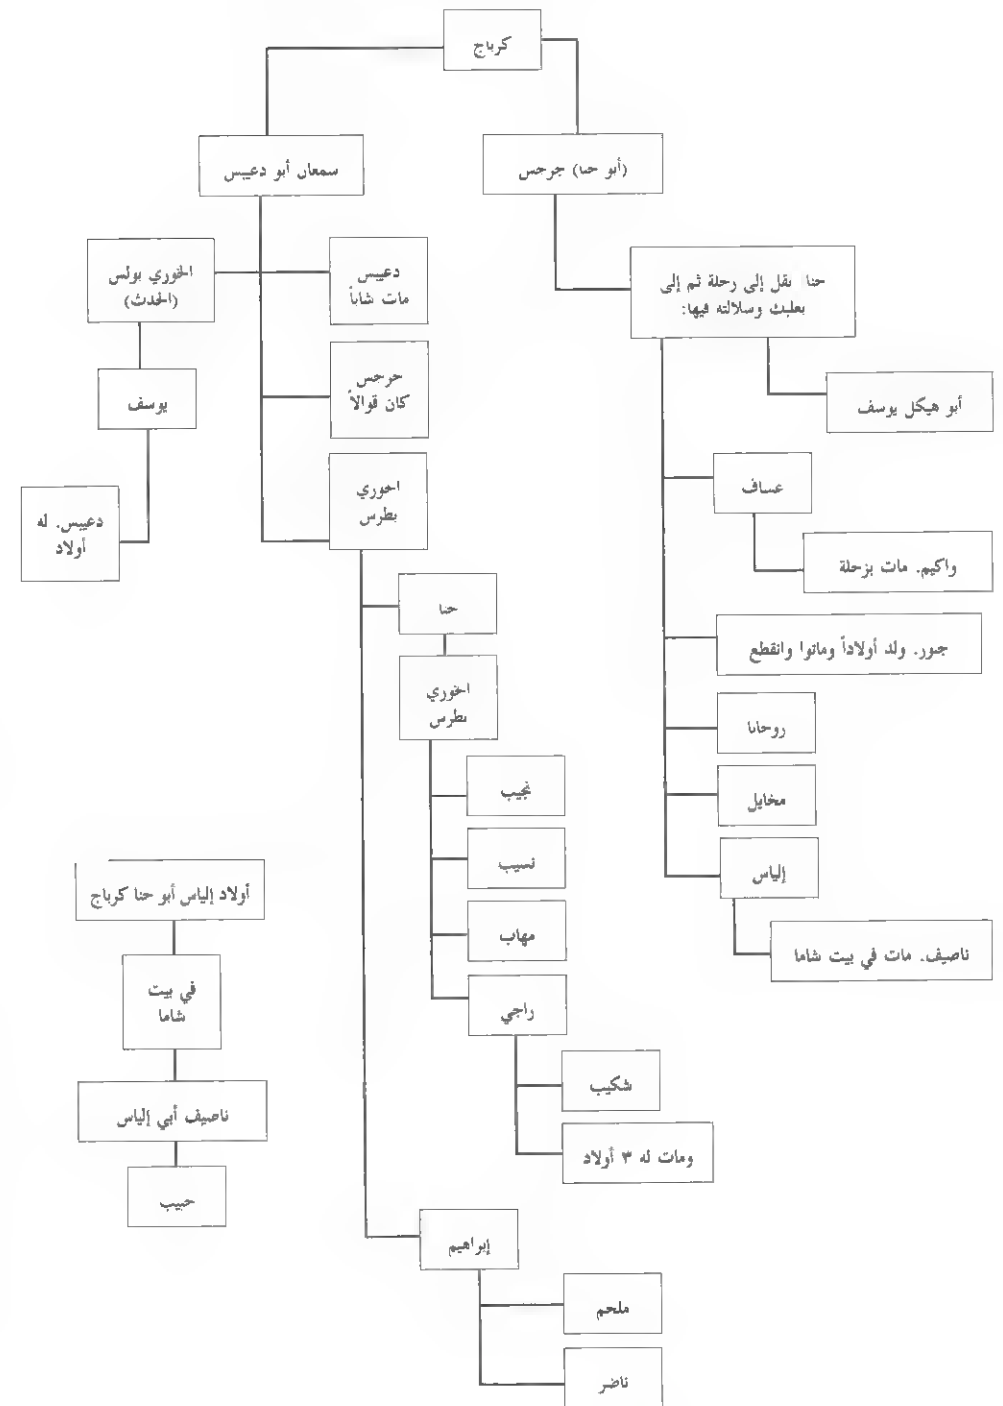 كرباج
(أبو حنا) جرجس
سمعان أبو دعيبس
حنا نقل إلى زحلة ثم إلى
بعلبك وسلالته فيها:
أبو هيكل يوسف
عساف
واكيم. مات بزحلة
جبور. ولد أولاداً وماتوا وانقطع
روحانا
مخايل
إلياس
ناصيف. مات في بيت شاما
دعيبس
مات شاباً
الخوري بولس
(الحدث)
يوسف
دعيبس. له
أولاد
جرجس
كان قوالاً
الخوري
بطرس
حنا
الخوري
بطرس
نجيب
نسيب
مهاب
راجي
شكيب
ومات له ٣ أولاد
إبراهيم
ملحم
ناضر
أولاد إلياس أبو حنا كرباج
في بيت
شاما
ناصيف أبي إلياس
حبيب